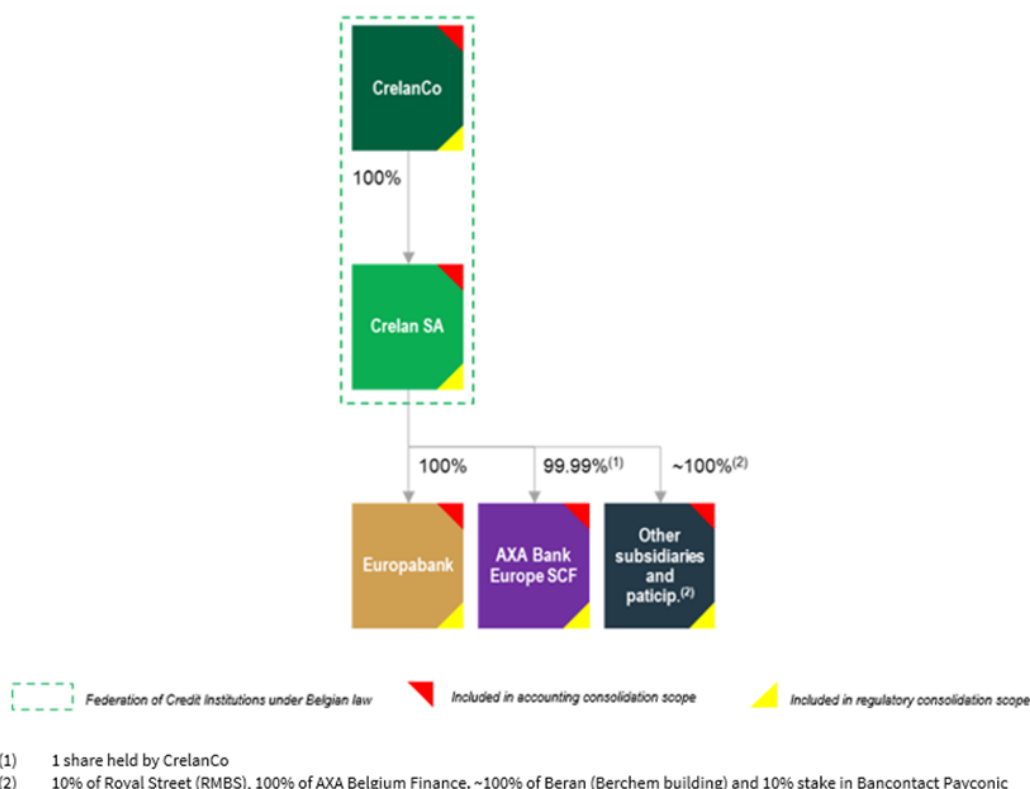 CrelanCo
100%
Crelan SA
100%
99.99%(1)
~100%(2)
Europabank
AXA Bank
Europe SCF
Other
subsidiaries
and
paticip.(2)
Federation of Credit Institutions under Belgian law
Included in accounting consolidation scope
Included in regulatory consolidation scope
(1) 1 share held by CrelanCo
(2) 10% of Royal Street (RMBS), 100% of AXA Belgium Finance, ~100% of Beran (Berchem building) and 10% stake in Bancontact Payconic